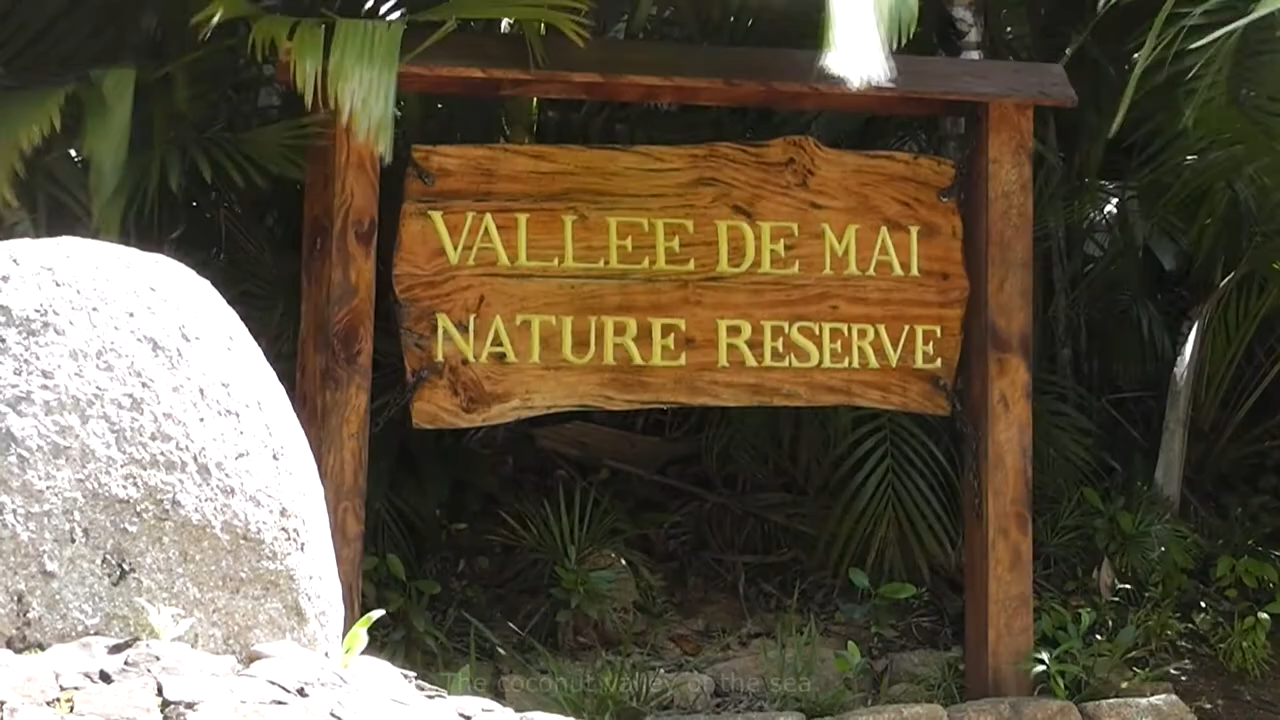 VALLEE DE MAI
NATURE RESERVE
The coconut valley of the sea